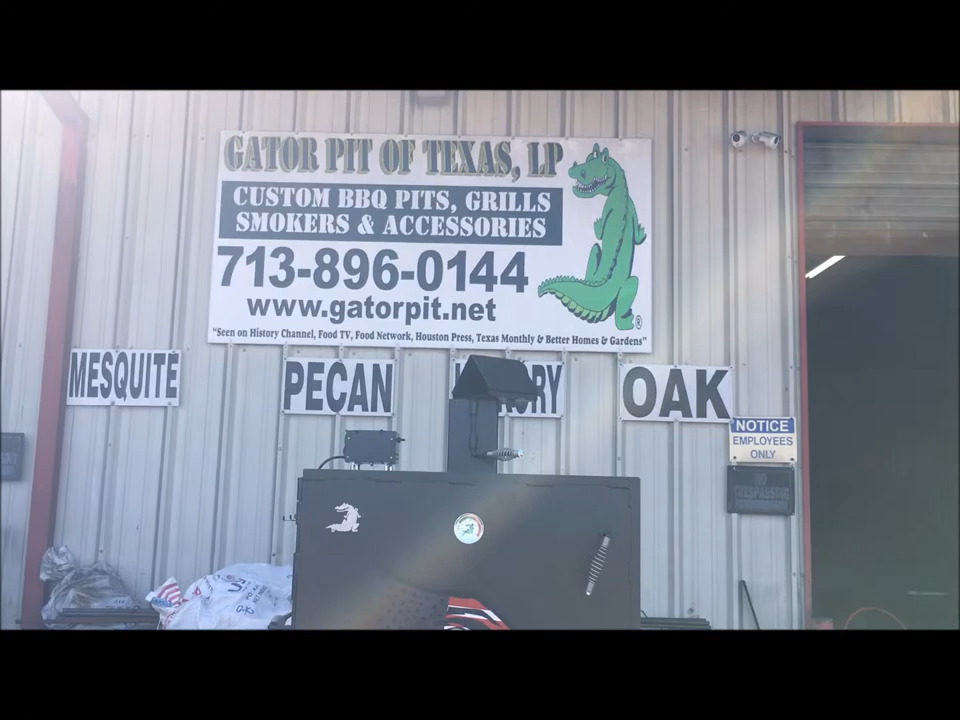 GATOR PIT OF TEXAS, LP
CUSTOM BBQ PITS, GRILLS
SMOKERS & ACCESSORIES
713-896-0144
www.gatorpit.net
"Seen on History Channel, Food TV, Food Network, Houston Press, Texas Monthly & Better Homes & Gardens"
®
MESQUITE
PECAN
OAK
NOTICE
EMPLOYEES
ONLY
NO
TRESPASSING